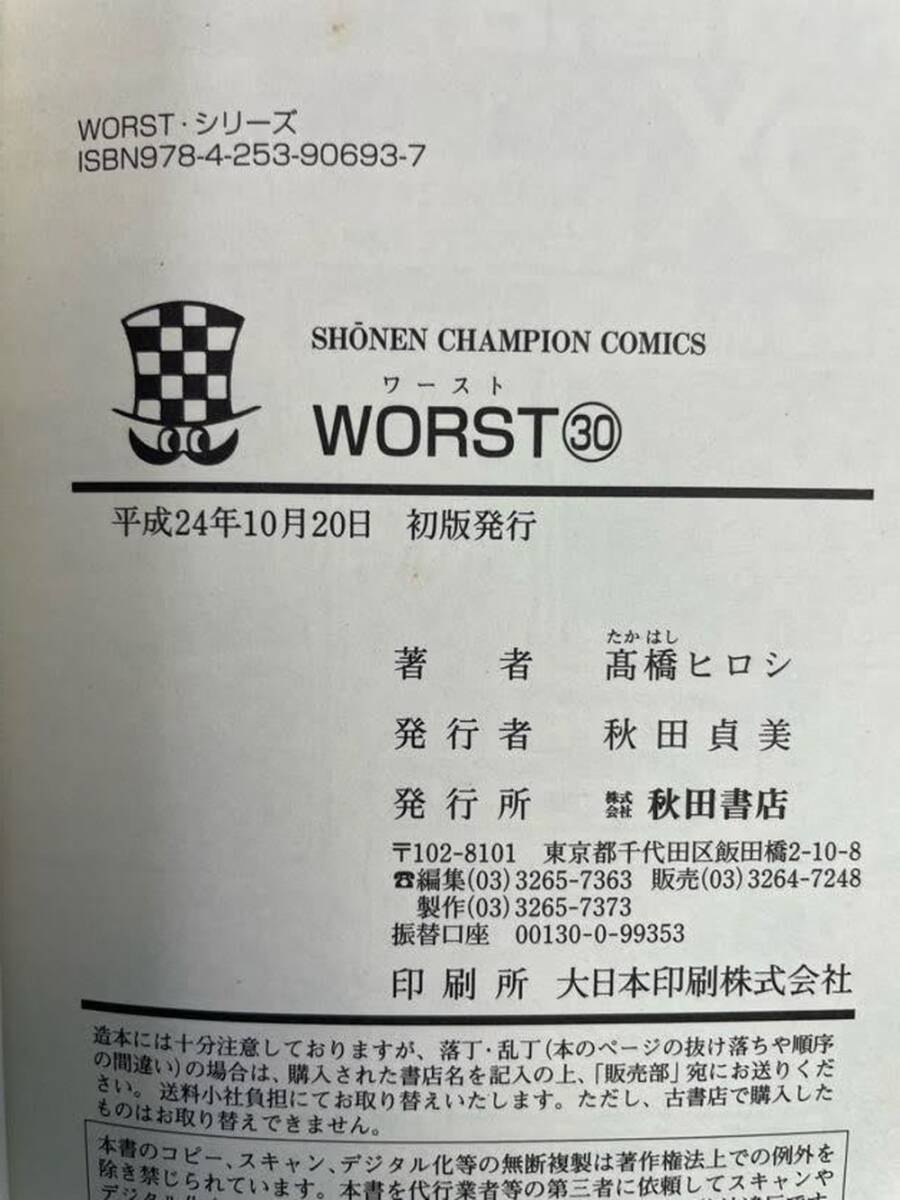 WORST・シリーズ
ISBN978-4-253-90693-7
SHŌNEN CHAMPION COMICS
ワースト
WORST㉚
平成24年10月20日 初版発行
たかはし
著者 髙橋ヒロシ
発行者 秋田貞美
発行所 株式会社 秋田書店
〒102-8101 東京都千代田区飯田橋2-10-8
☎編集(03)3265-7363 販売(03)3264-7248
製作(03)3265-7373
振替口座 00130-0-99353
印刷所 大日本印刷株式会社
造本には十分注意しておりますが、落丁・乱丁(本のページの抜け落ちや順序
の間違い)の場合は、購入された書店名を記入の上、「販売部」宛にお送りくだ
さい。送料小社負担にてお取り替えいたします。ただし、古書店で購入した
ものはお取り替えできません。
本書のコピー、スキャン、デジタル化等の無断複製は著作権法上での例外を
除き禁じられています。本書を代行業者等の第三者に依頼してスキャンや